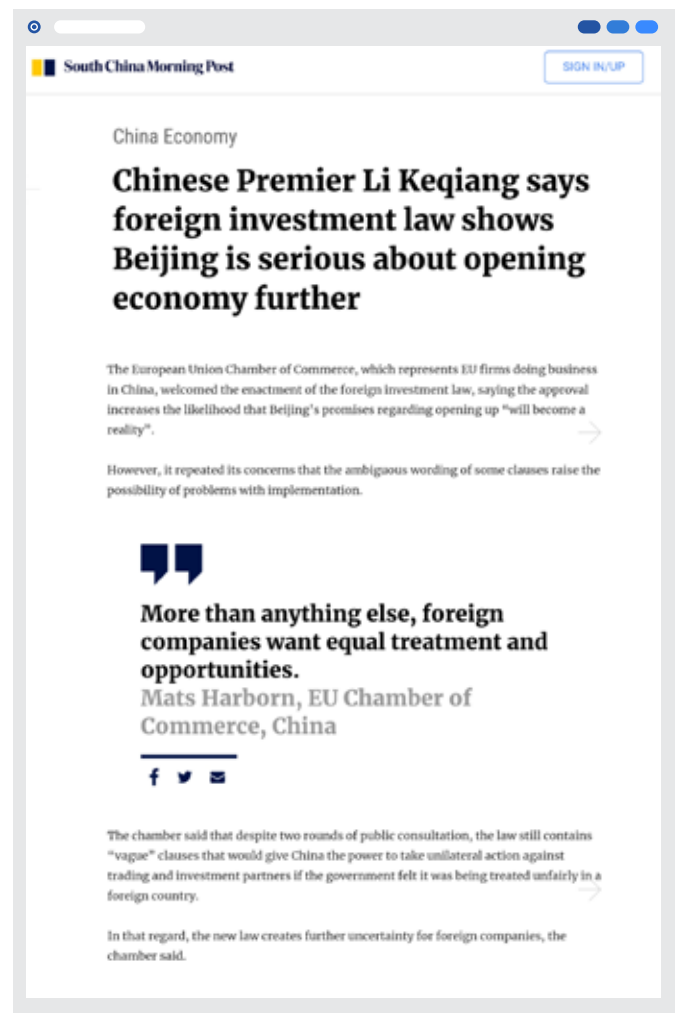 South China Morning Post
SIGN IN/UP
China Economy
Chinese Premier Li Keqiang says
foreign investment law shows
Beijing is serious about opening
economy further
The European Union Chamber of Commerce, which represents EU firms doing business
in China, welcomed the enactment of the foreign investment law, saying the approval
increases the likelihood that Beijing's promises regarding opening up "will become a
reality".
However, it repeated its concerns that the ambiguous wording of some clauses raise the
possibility of problems with implementation.
More than anything else, foreign
companies want equal treatment and
opportunities.
Mats Harborn, EU Chamber of
Commerce, China
The chamber said that despite two rounds of public consultation, the law still contains
"vague" clauses that would give China the power to take unilateral action against
trading and investment partners if the government felt it was being treated unfairly in a
foreign country.
In that regard, the new law creates further uncertainty for foreign companies, the
chamber said.